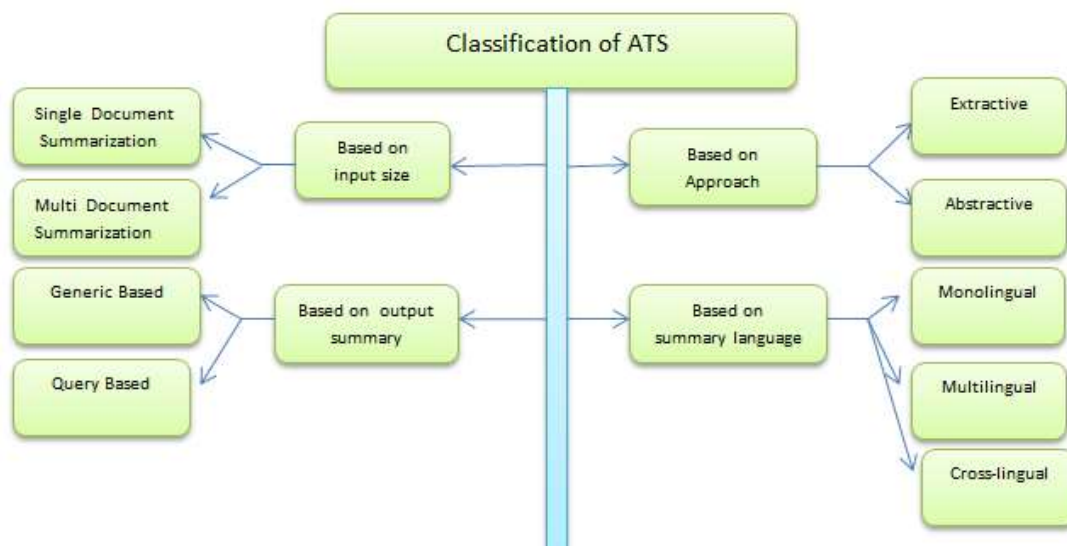 Classification of ATS
Single Document
Summarization
Multi Document
Summarization
Based on
input size
Based on
Approach
Extractive
Abstractive
Generic Based
Query Based
Based on output
summary
Based on
summary language
Monolingual
Multilingual
Cross-lingual